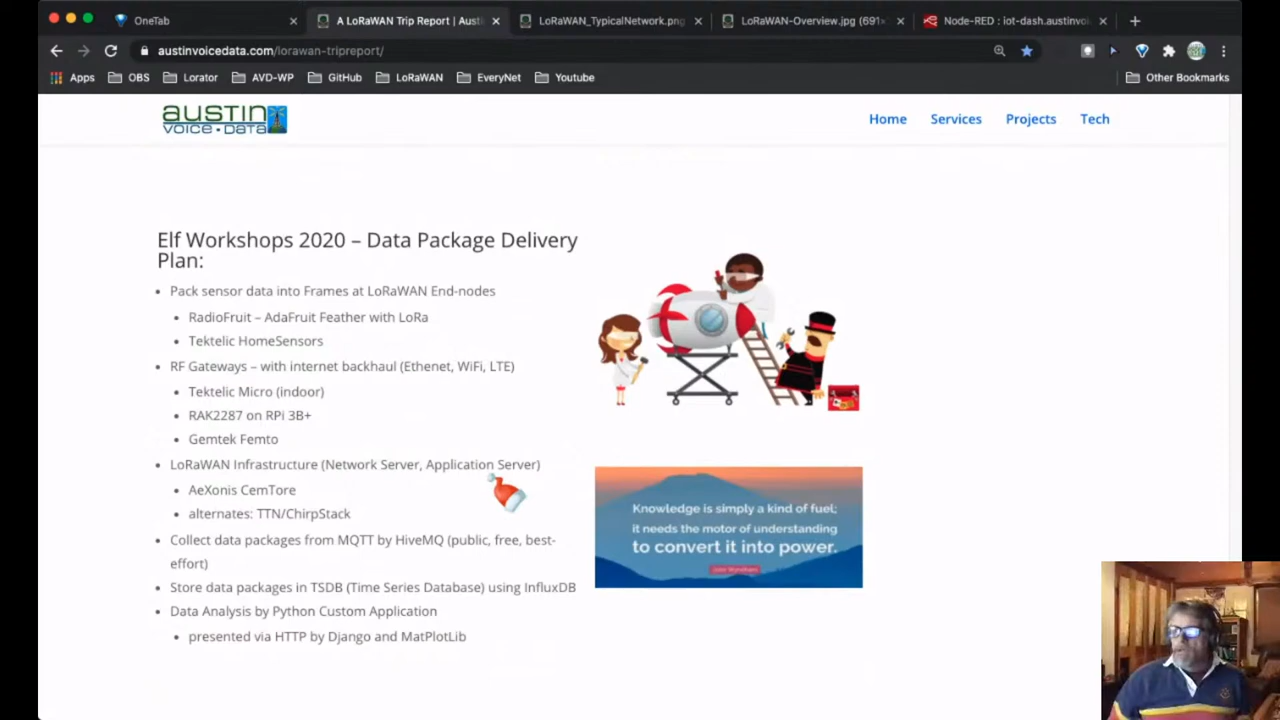 OneTab
A LoRaWAN Trip Report | Austi
LoRaWAN_TypicalNetwork.png
LoRaWAN-Overview.jpg (691×
Node-RED : iot-dash.austinvoi
austinvoicedata.com/lorawan-tripreport/
Apps
OBS
Lorator
AVD-WP
GitHub
LoRaWAN
EveryNet
Youtube
Other Bookmarks
AUSTIN
VOICE • DATA
Home
Services
Projects
Tech
Elf Workshops 2020 – Data Package Delivery
Plan:
• Pack sensor data into Frames at LoRaWAN End-nodes
• RadioFruit – AdaFruit Feather with LoRa
• Tektelic HomeSensors
• RF Gateways – with internet backhaul (Ethenet, WiFi, LTE)
• Tektelic Micro (indoor)
• RAK2287 on RPi 3B+
• Gemtek Femto
• LoRaWAN Infrastructure (Network Server, Application Server)
• AeXonis CemTore
• alternates: TTN/ChirpStack
• Collect data packages from MQTT by HiveMQ (public, free, best-
effort)
• Store data packages in TSDB (Time Series Database) using InfluxDB
• Data Analysis by Python Custom Application
• presented via HTTP by Django and MatPlotLib
Knowledge is simply a kind of fuel;
it needs the motor of understanding
to convert it into power.